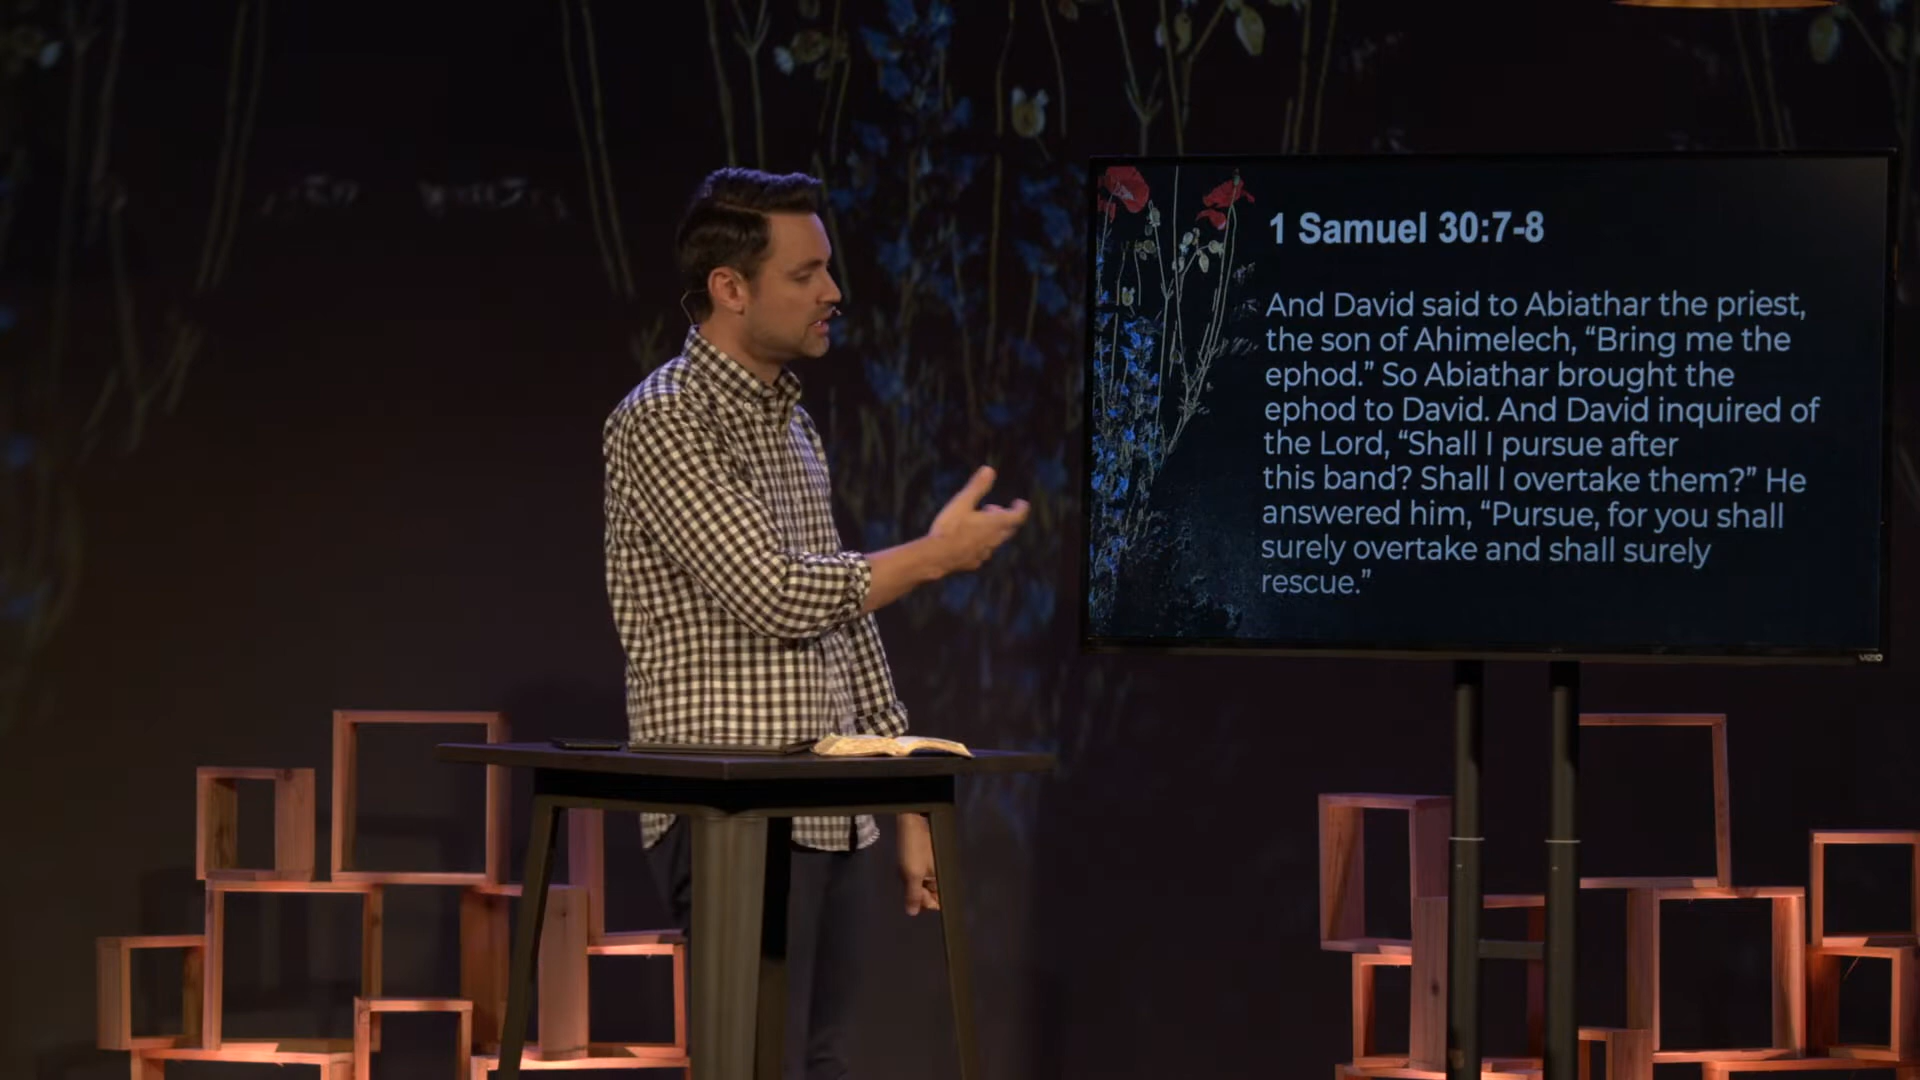 1 Samuel 30:7-8
And David said to Abiathar the priest,
the son of Ahimelech, “Bring me the
ephod.” So Abiathar brought the
ephod to David. And David inquired of
the Lord, “Shall I pursue after
this band? Shall I overtake them?” He
answered him, “Pursue, for you shall
surely overtake and shall surely
rescue.”
VIZIO